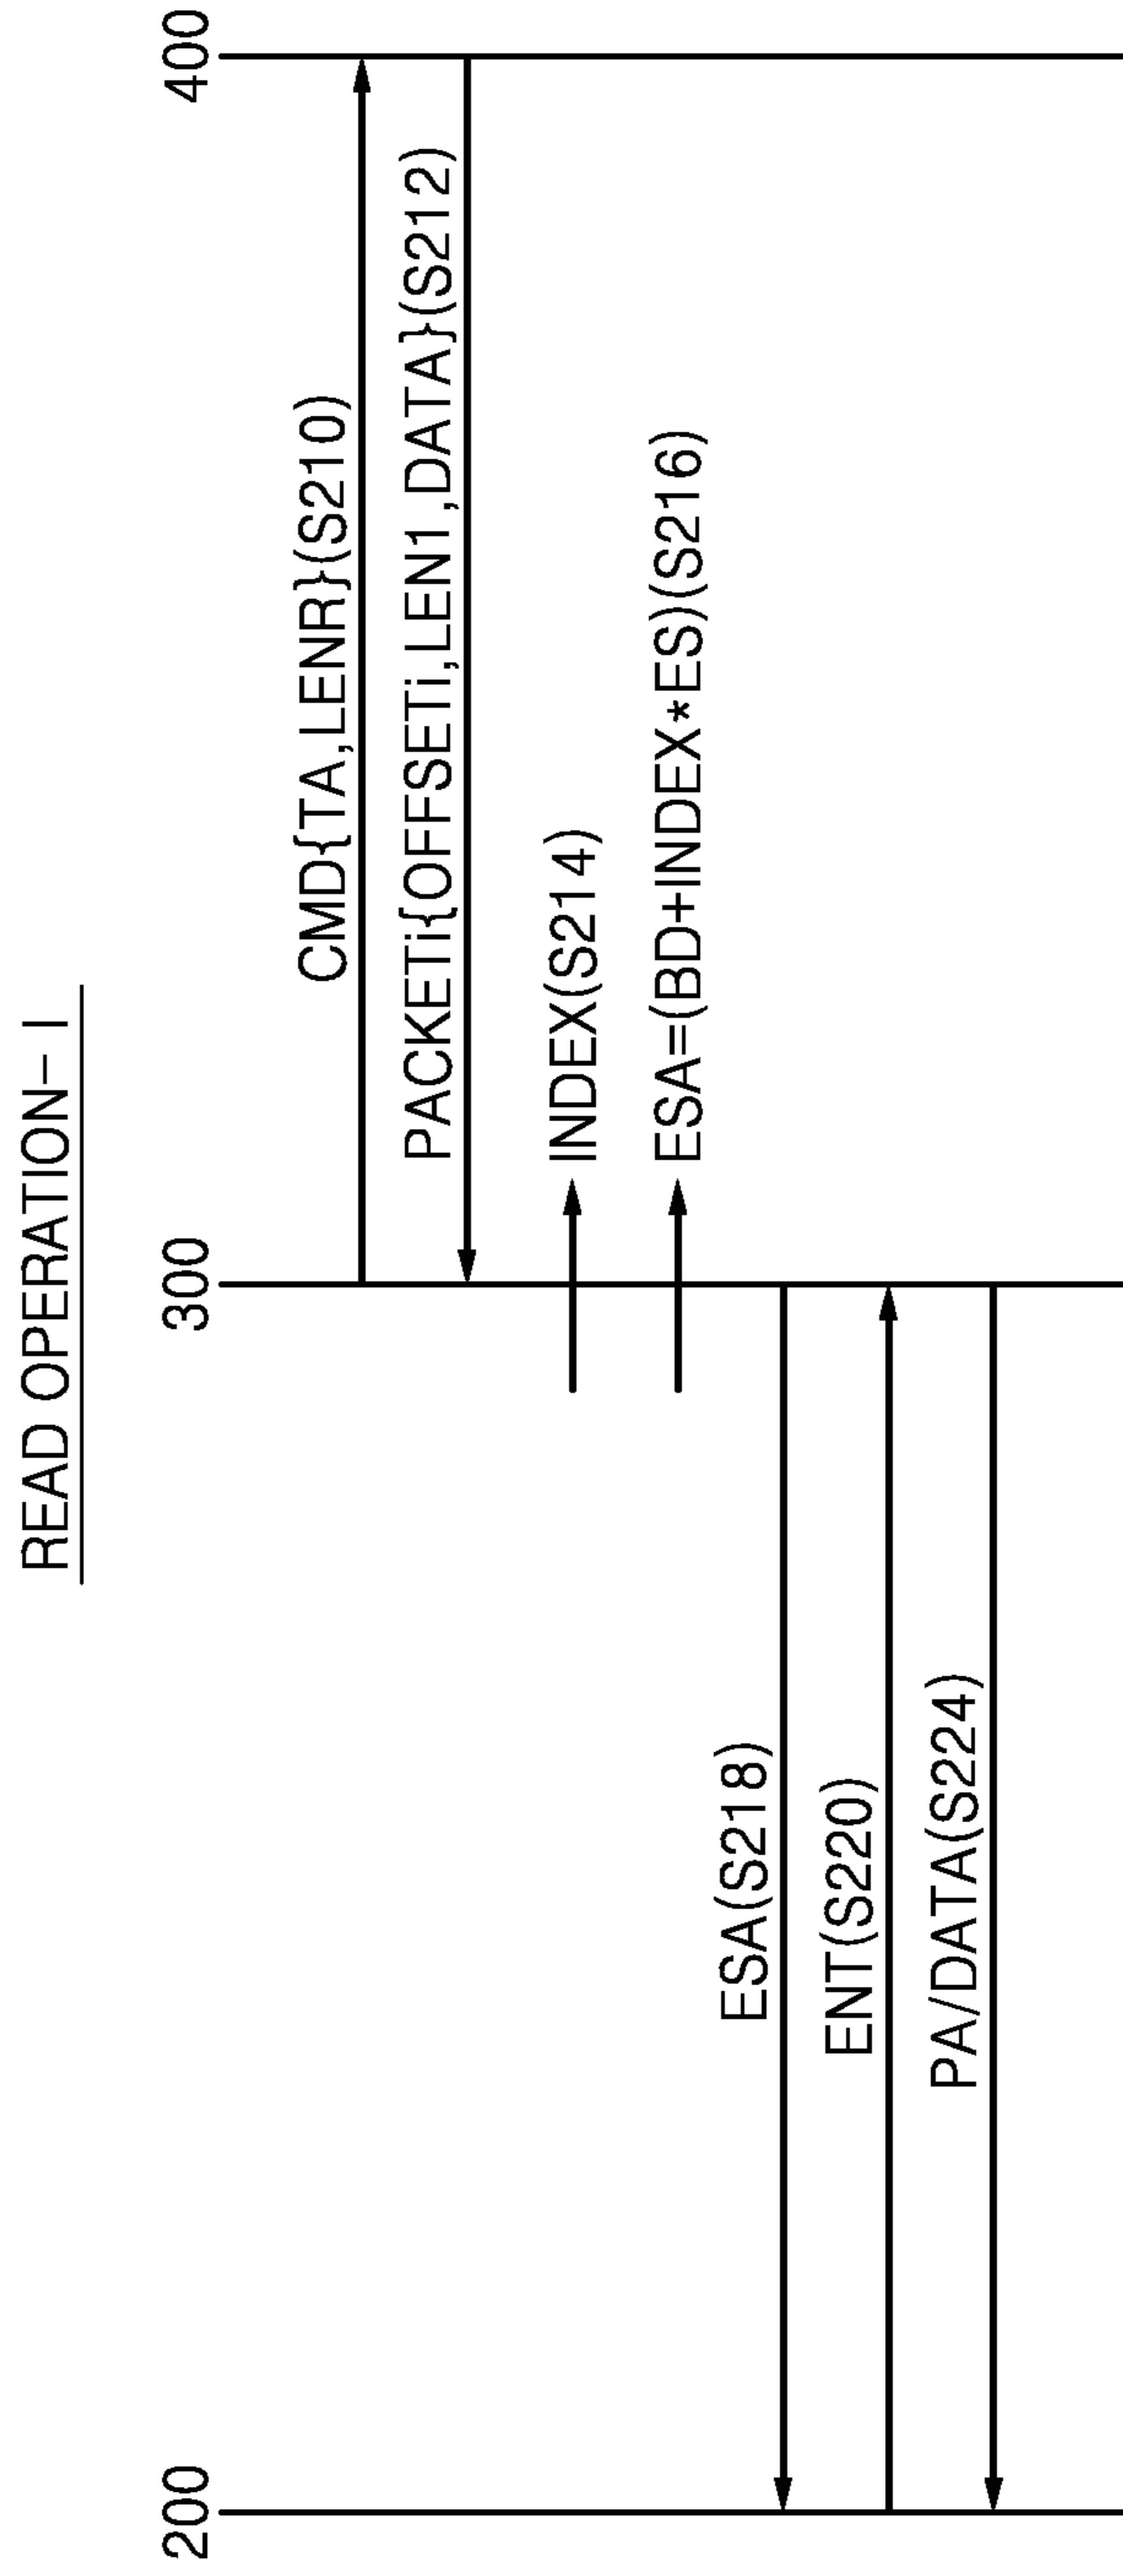 READ OPERATION- I
200
300
400
CMD{TA,LENR}(S210)
PACKETi{OFFSETi,LEN1,DATA}(S212)
INDEX(S214)
ESA=(BD+INDEX*ES)(S216)
ESA(S218)
ENT(S220)
PA/DATA(S224)